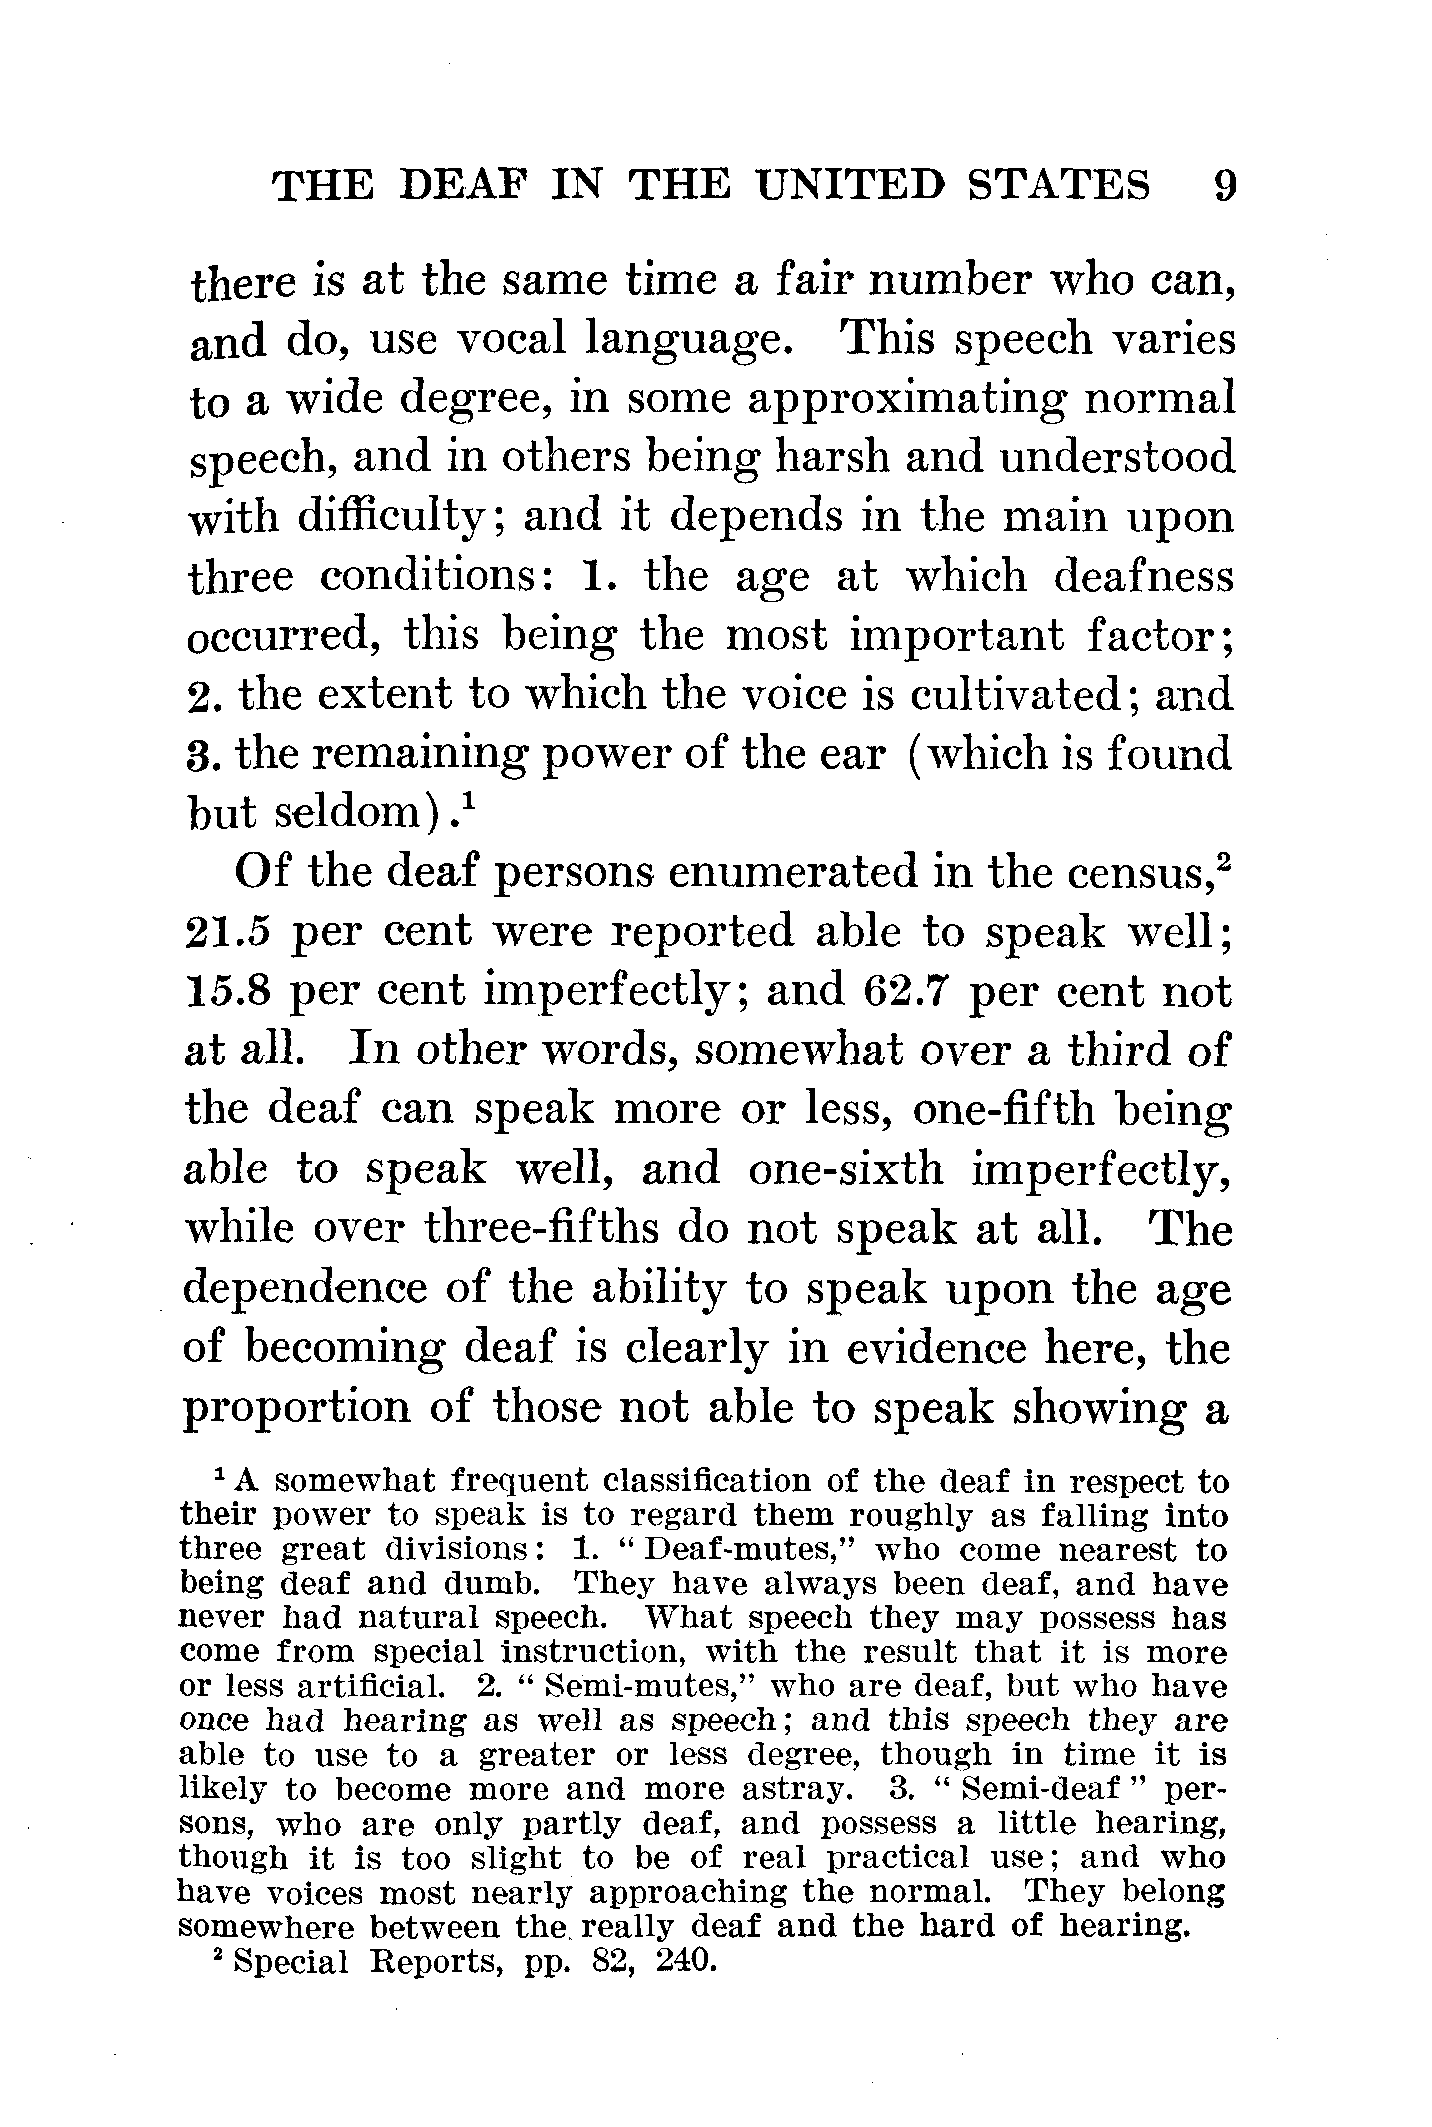 THE DEAF IN THE UNITED STATES 9
there is at the same time a fair number who can,
and do, use vocal language. This speech varies
to a wide degree, in some approximating normal
speech, and in others being harsh and understood
with difficulty; and it depends in the main upon
three conditions: 1. the age at which deafness
occurred, this being the most important factor;
2. the extent to which the voice is cultivated; and
3. the remaining power of the ear (which is found
but seldom).¹
Of the deaf persons enumerated in the census,²
21.5 per cent were reported able to speak well;
15.8 per cent imperfectly; and 62.7 per cent not
at all. In other words, somewhat over a third of
the deaf can speak more or less, one-fifth being
able to speak well, and one-sixth imperfectly,
while over three-fifths do not speak at all. The
dependence of the ability to speak upon the age
of becoming deaf is clearly in evidence here, the
proportion of those not able to speak showing a
¹ A somewhat frequent classification of the deaf in respect to
their power to speak is to regard them roughly as falling into
three great divisions: 1. “Deaf-mutes,” who come nearest to
being deaf and dumb. They have always been deaf, and have
never had natural speech. What speech they may possess has
come from special instruction, with the result that it is more
or less artificial. 2. “Semi-mutes,” who are deaf, but who have
once had hearing as well as speech; and this speech they are
able to use to a greater or less degree, though in time it is
likely to become more and more astray. 3. “Semi-deaf” per-
sons, who are only partly deaf, and possess a little hearing,
though it is too slight to be of real practical use; and who
have voices most nearly approaching the normal. They belong
somewhere between the really deaf and the hard of hearing.
² Special Reports, pp. 82, 240.